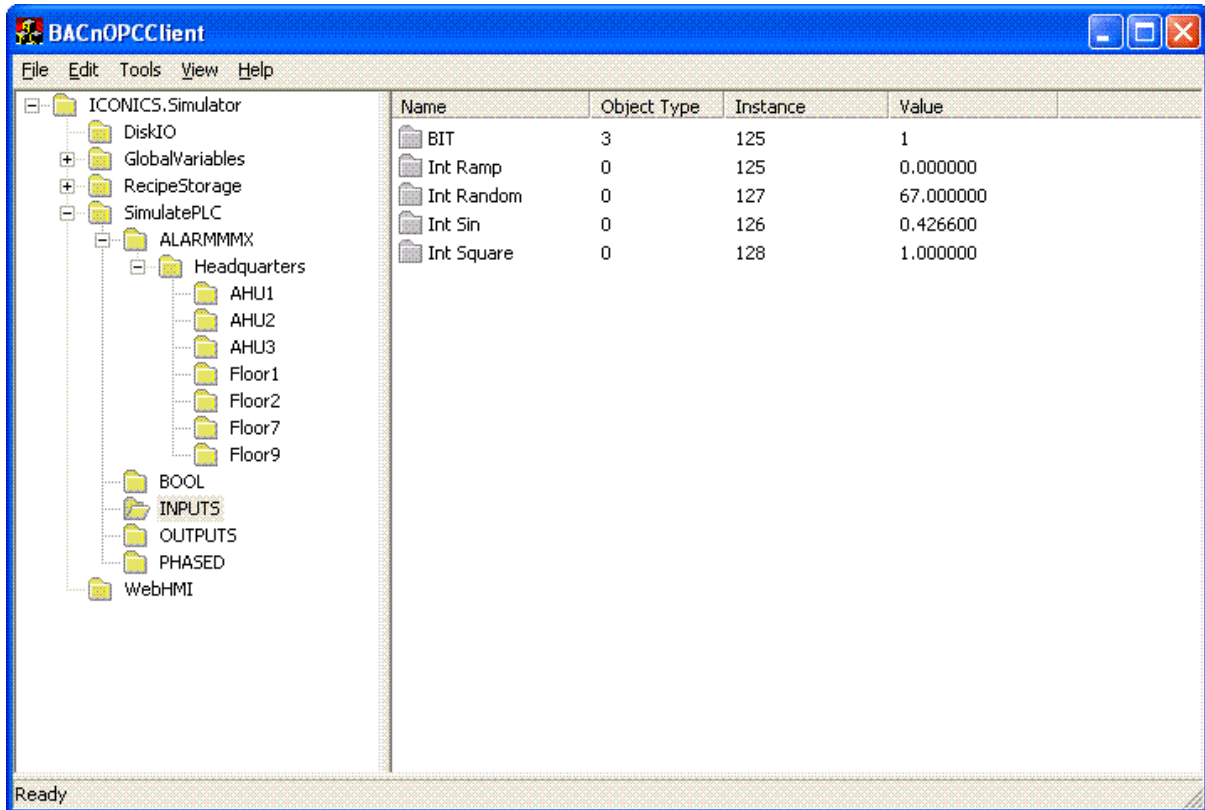 BACnOPCClient
File Edit Tools View Help
ICONICS.Simulator
DiskIO
GlobalVariables
RecipeStorage
SimulatePLC
ALARMMMX
Headquarters
AHU1
AHU2
AHU3
Floor1
Floor2
Floor7
Floor9
BOOL
INPUTS
OUTPUTS
PHASED
WebHMI
Name Object Type Instance Value
BIT 3 125 1
Int Ramp 0 125 0.000000
Int Random 0 127 67.000000
Int Sin 0 126 0.426600
Int Square 0 128 1.000000
Ready